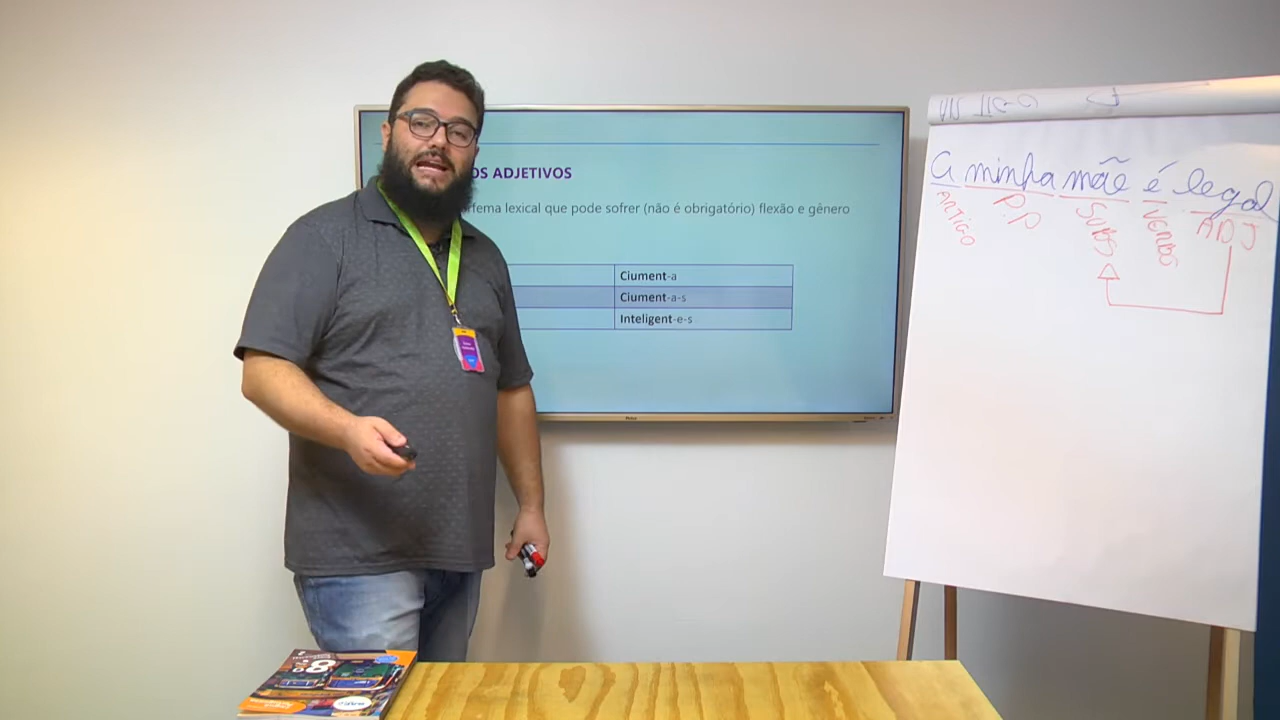 OS ADJETIVOS
fema lexical que pode sofrer (não é obrigatório) flexão e gênero
Ciument-a
Ciument-a-s
Inteligent-e-s
A minha mãe é legal
ARTIGO P.P SUBS VERBO ADJ
8